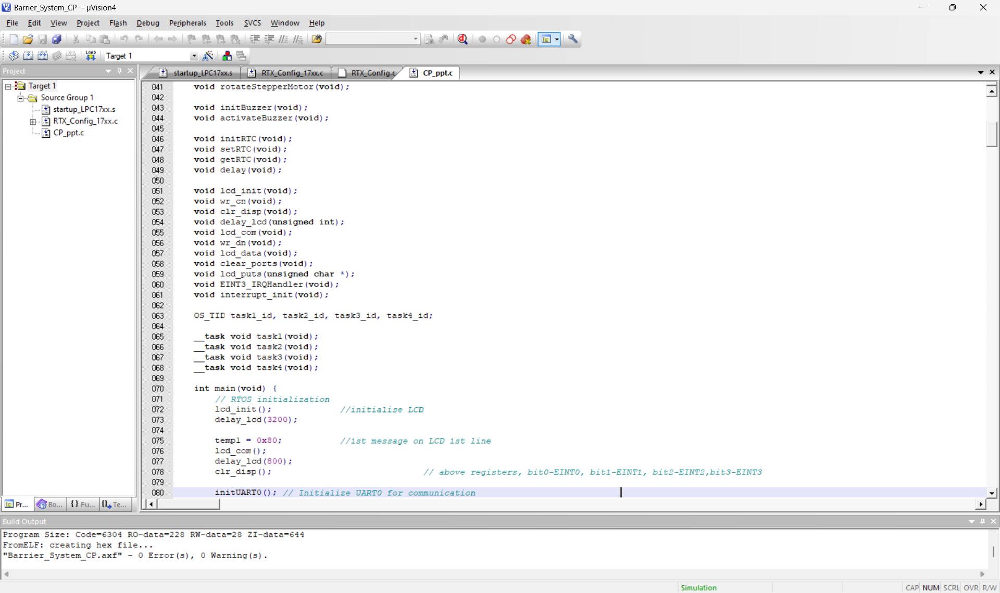 Barrier_System_CP - µVision4
File Edit View Project Flash Debug Peripherals Tools SVCS Window Help
LOAD Target 1
Project
Target 1
Source Group 1
startup_LPC17xx.s
RTX_Config_17xx.c
CP_ppt.c
Pr... Bo... {} Fu... Te...
startup_LPC17xx.s RTX_Config_17xx.c RTX_Config.c CP_ppt.c
041 void rotateStepperMotor(void);
042
043 void initBuzzer(void);
044 void activateBuzzer(void);
045
046 void initRTC(void);
047 void setRTC(void);
048 void getRTC(void);
049 void delay(void);
050
051 void lcd_init(void);
052 void wr_cn(void);
053 void clr_disp(void);
054 void delay_lcd(unsigned int);
055 void lcd_com(void);
056 void wr_dn(void);
057 void lcd_data(void);
058 void clear_ports(void);
059 void lcd_puts(unsigned char *);
060 void EINT3_IRQHandler(void);
061 void interrupt_init(void);
062
063 OS_TID task1_id, task2_id, task3_id, task4_id;
064
065 __task void task1(void);
066 __task void task2(void);
067 __task void task3(void);
068 __task void task4(void);
069
070 int main(void) {
071 // RTOS initialization
072 lcd_init(); //initialise LCD
073 delay_lcd(3200);
074
075 temp1 = 0x80; //1st message on LCD 1st line
076 lcd_com();
077 delay_lcd(800);
078 clr_disp(); // above registers, bit0-EINT0, bit1-EINT1, bit2-EINT2,bit3-EINT3
079
080 initUART0(); // Initialize UART0 for communication
Build Output
Program Size: Code=6304 RO-data=228 RW-data=28 ZI-data=644
FromELF: creating hex file...
"Barrier_System_CP.axf" - 0 Error(s), 0 Warning(s).
Simulation CAP NUM SCRL OVR R/W